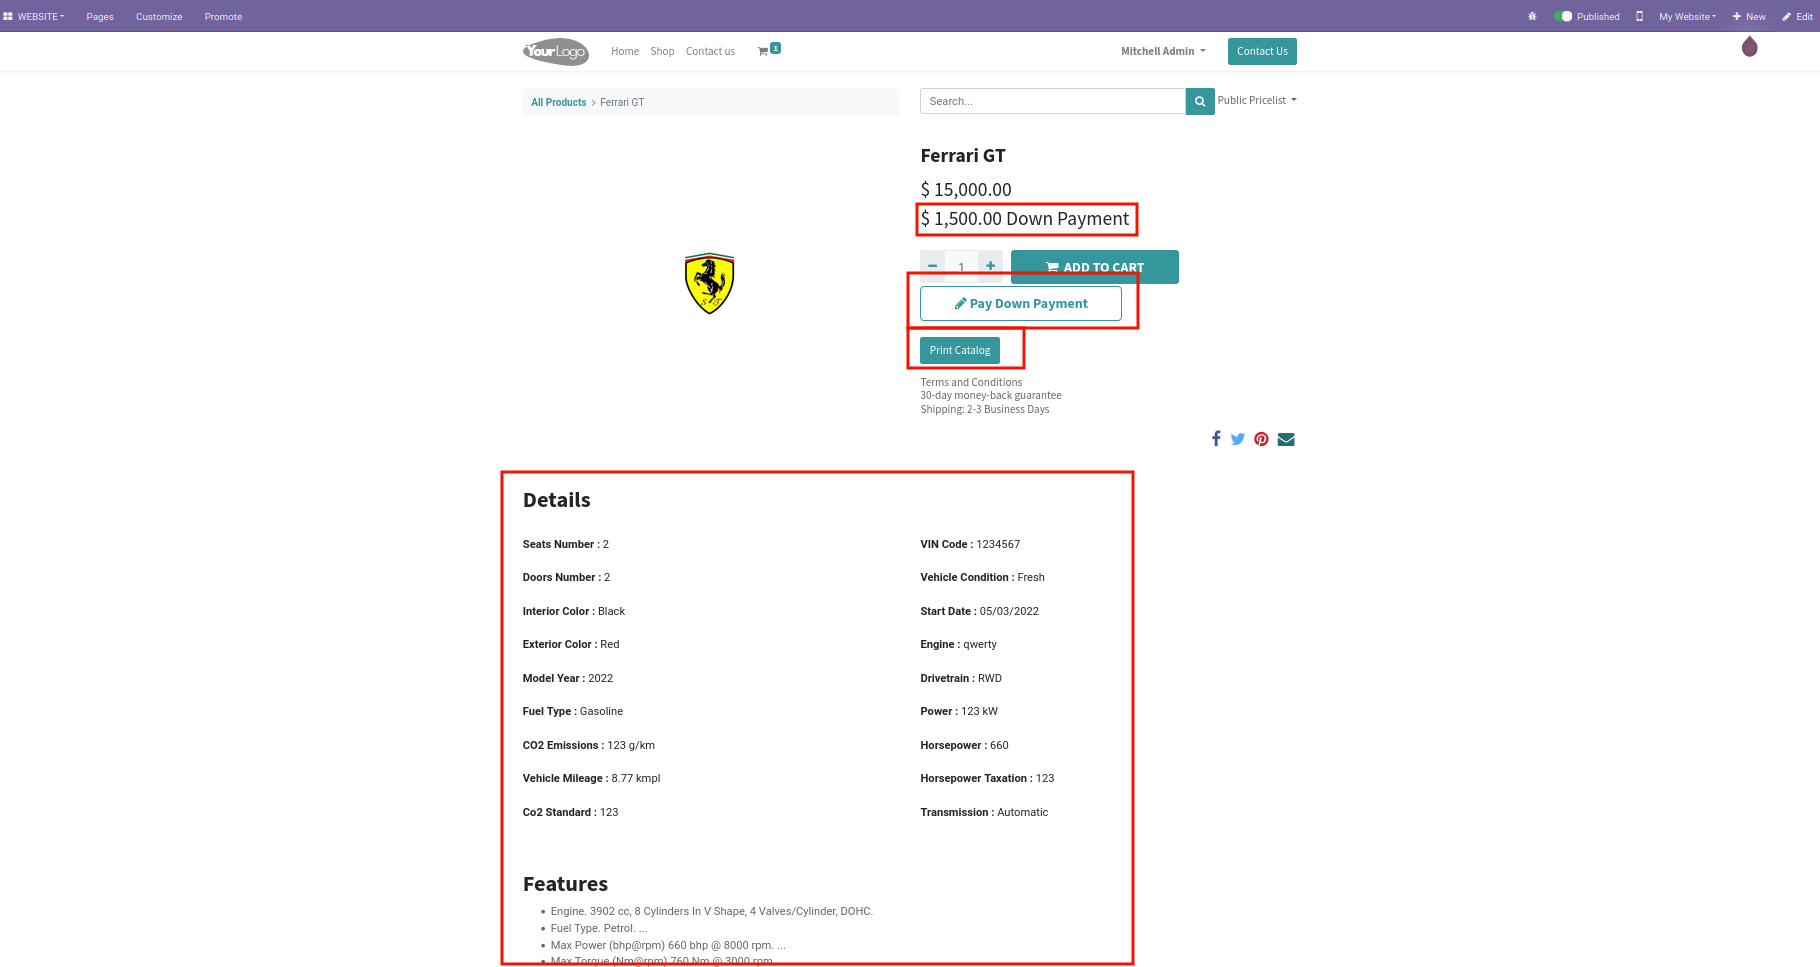 WEBSITE Pages Customize Promote Published My Website New Edit
YourLogo Home Shop Contact us 1 Mitchell Admin Contact Us
All Products > Ferrari GT Search... Public Pricelist
Ferrari GT
$ 15,000.00
$ 1,500.00 Down Payment
1 ADD TO CART
Pay Down Payment
Print Catalog
Terms and Conditions
30-day money-back guarantee
Shipping: 2-3 Business Days
Details
Seats Number : 2 VIN Code : 1234567
Doors Number : 2 Vehicle Condition : Fresh
Interior Color : Black Start Date : 05/03/2022
Exterior Color : Red Engine : qwerty
Model Year : 2022 Drivetrain : RWD
Fuel Type : Gasoline Power : 123 kW
CO2 Emissions : 123 g/km Horsepower : 660
Vehicle Mileage : 8.77 kmpl Horsepower Taxation : 123
Co2 Standard : 123 Transmission : Automatic
Features
Engine. 3902 cc, 8 Cylinders In V Shape, 4 Valves/Cylinder, DOHC.
Fuel Type. Petrol. ...
Max Power (bhp@rpm) 660 bhp @ 8000 rpm. ...
Max Torque (Nm@rpm) 760 Nm @ 3000 rpm